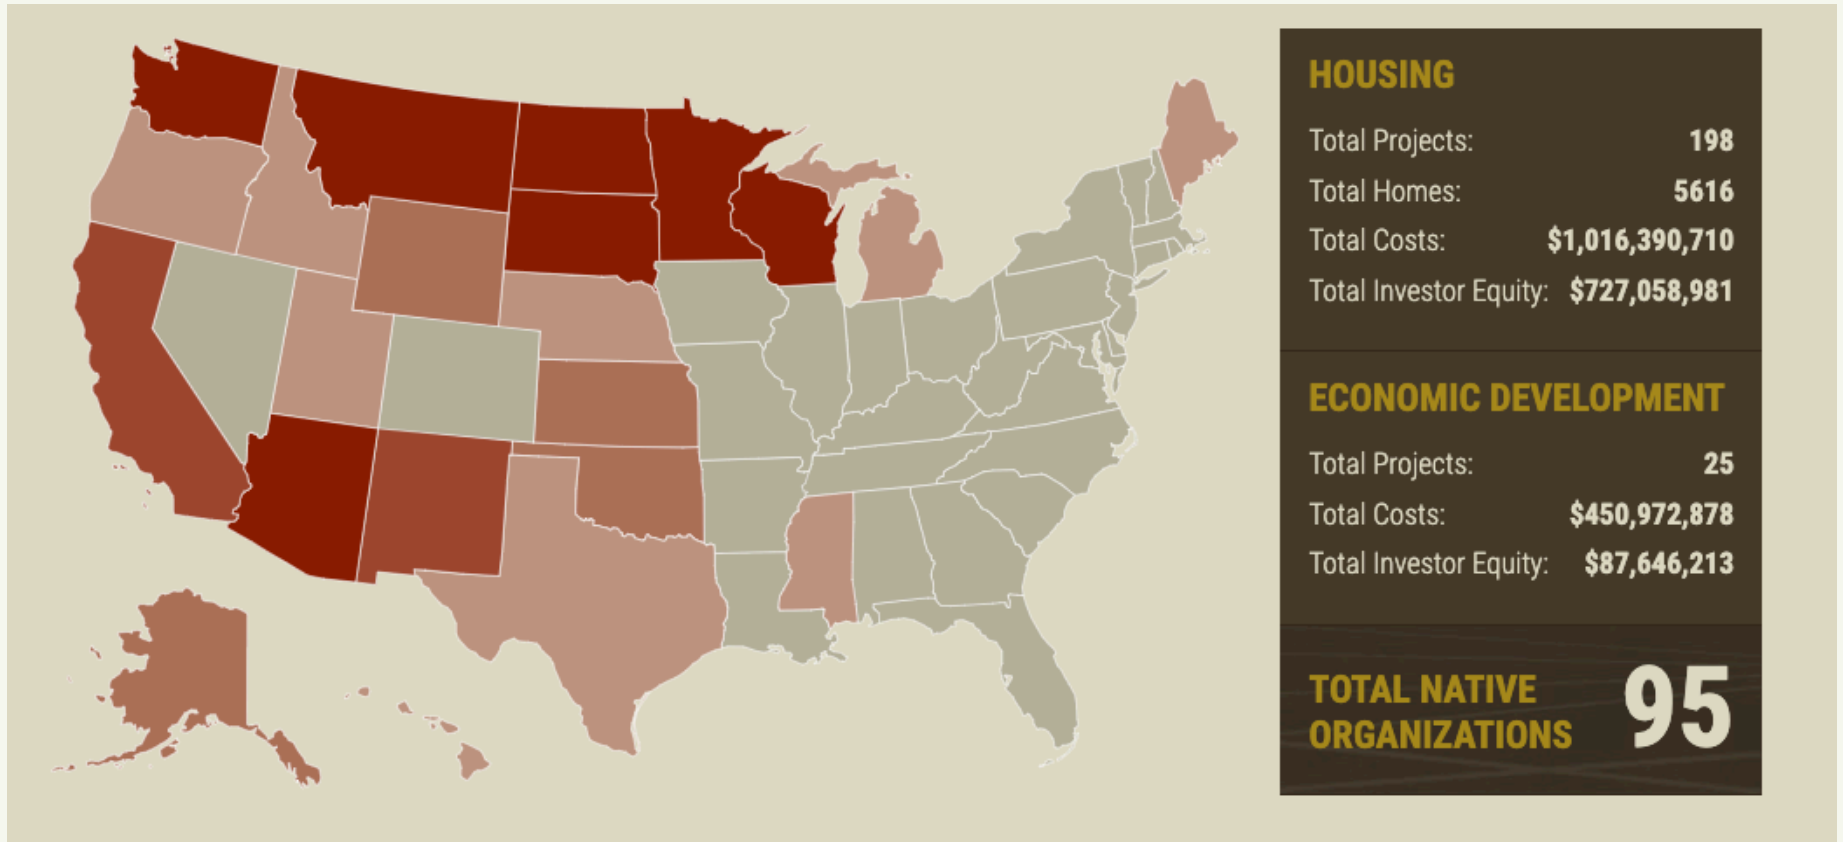 HOUSING
Total Projects: 198
Total Homes: 5616
Total Costs: $1,016,390,710
Total Investor Equity: $727,058,981
ECONOMIC DEVELOPMENT
Total Projects: 25
Total Costs: $450,972,878
Total Investor Equity: $87,646,213
TOTAL NATIVE
ORGANIZATIONS 95